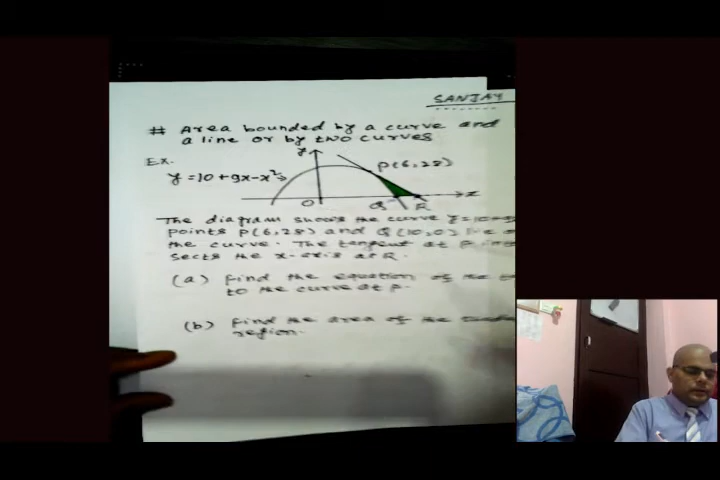 SANJAY
# Area bounded by a curve and
a line or by two curves
Ex.
y
y = 10 + 9x - x²
P(6,28)
O
Q
R
x
The diagram shows the curve y = 10 + 9x
points P(6,28) and Q(10,0) lie
the curve. The tangent at P inter
sects the x-axis at R.
(a) Find the equation of the
to the curve at P.
(b) Find the area of the
region.